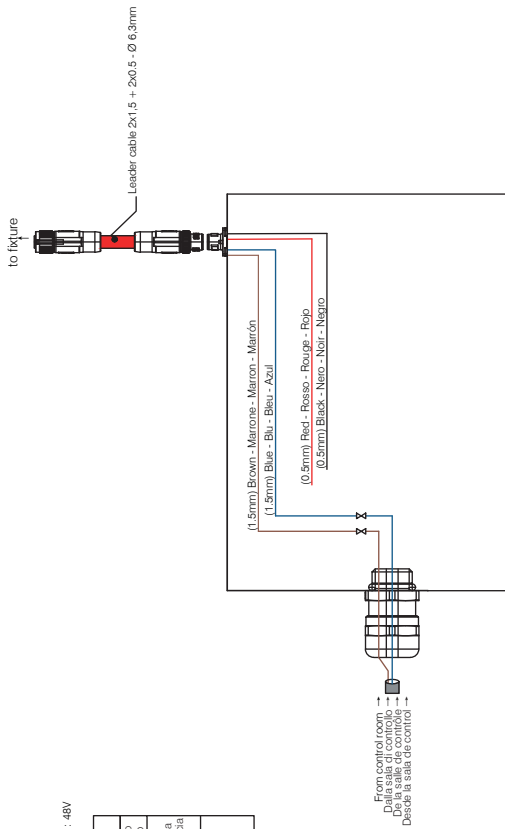 to fixture
Leader cable 2x1,5 + 2x0.5 - Ø 6,3mm
(1.5mm) Brown - Marrone - Marron - Marrón
(1.5mm) Blue - Blu - Bleu - Azul
(0.5mm) Red - Rosso - Rouge - Rojo
(0.5mm) Black - Nero - Noir - Negro
From control room →
Dalla sala di controllo →
De la salle de contrôle →
Desde la sala de control →
: 48V